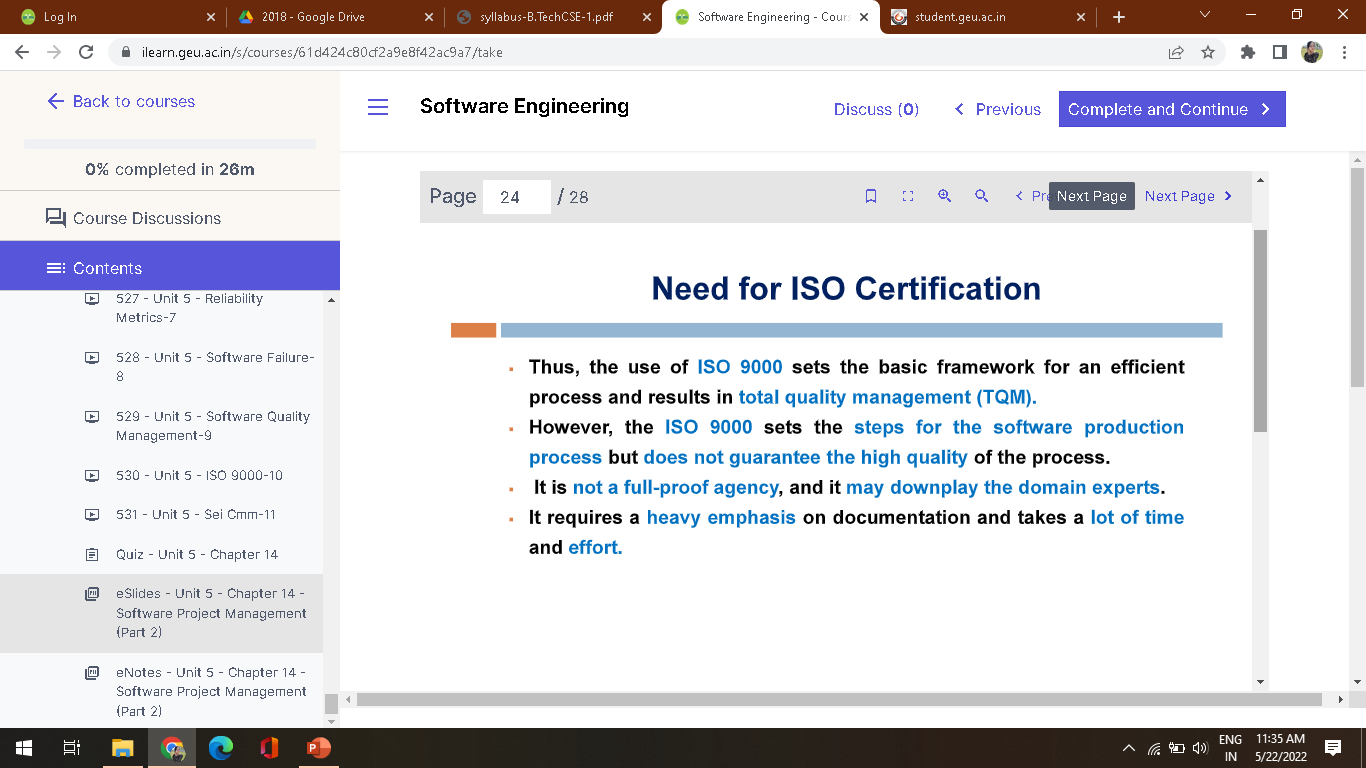 Log In
2018 - Google Drive
syllabus-B.TechCSE-1.pdf
Software Engineering - Cour
student.geu.ac.in
ilearn.geu.ac.in/s/courses/61d424c80cf2a9e8f42ac9a7/take
Back to courses
0% completed in 26m
Course Discussions
Contents
527 - Unit 5 - Reliability
Metrics-7
528 - Unit 5 - Software Failure-
8
529 - Unit 5 - Software Quality
Management-9
530 - Unit 5 - ISO 9000-10
531 - Unit 5 - Sei Cmm-11
Quiz - Unit 5 - Chapter 14
eSlides - Unit 5 - Chapter 14 -
Software Project Management
(Part 2)
eNotes - Unit 5 - Chapter 14 -
Software Project Management
(Part 2)
Software Engineering
Discuss (0)
Previous
Complete and Continue
Page 24 / 28
Pre
Next Page
Next Page
Need for ISO Certification
Thus, the use of ISO 9000 sets the basic framework for an efficient
process and results in total quality management (TQM).
However, the ISO 9000 sets the steps for the software production
process but does not guarantee the high quality of the process.
It is not a full-proof agency, and it may downplay the domain experts.
It requires a heavy emphasis on documentation and takes a lot of time
and effort.
ENG
IN
11:35 AM
5/22/2022